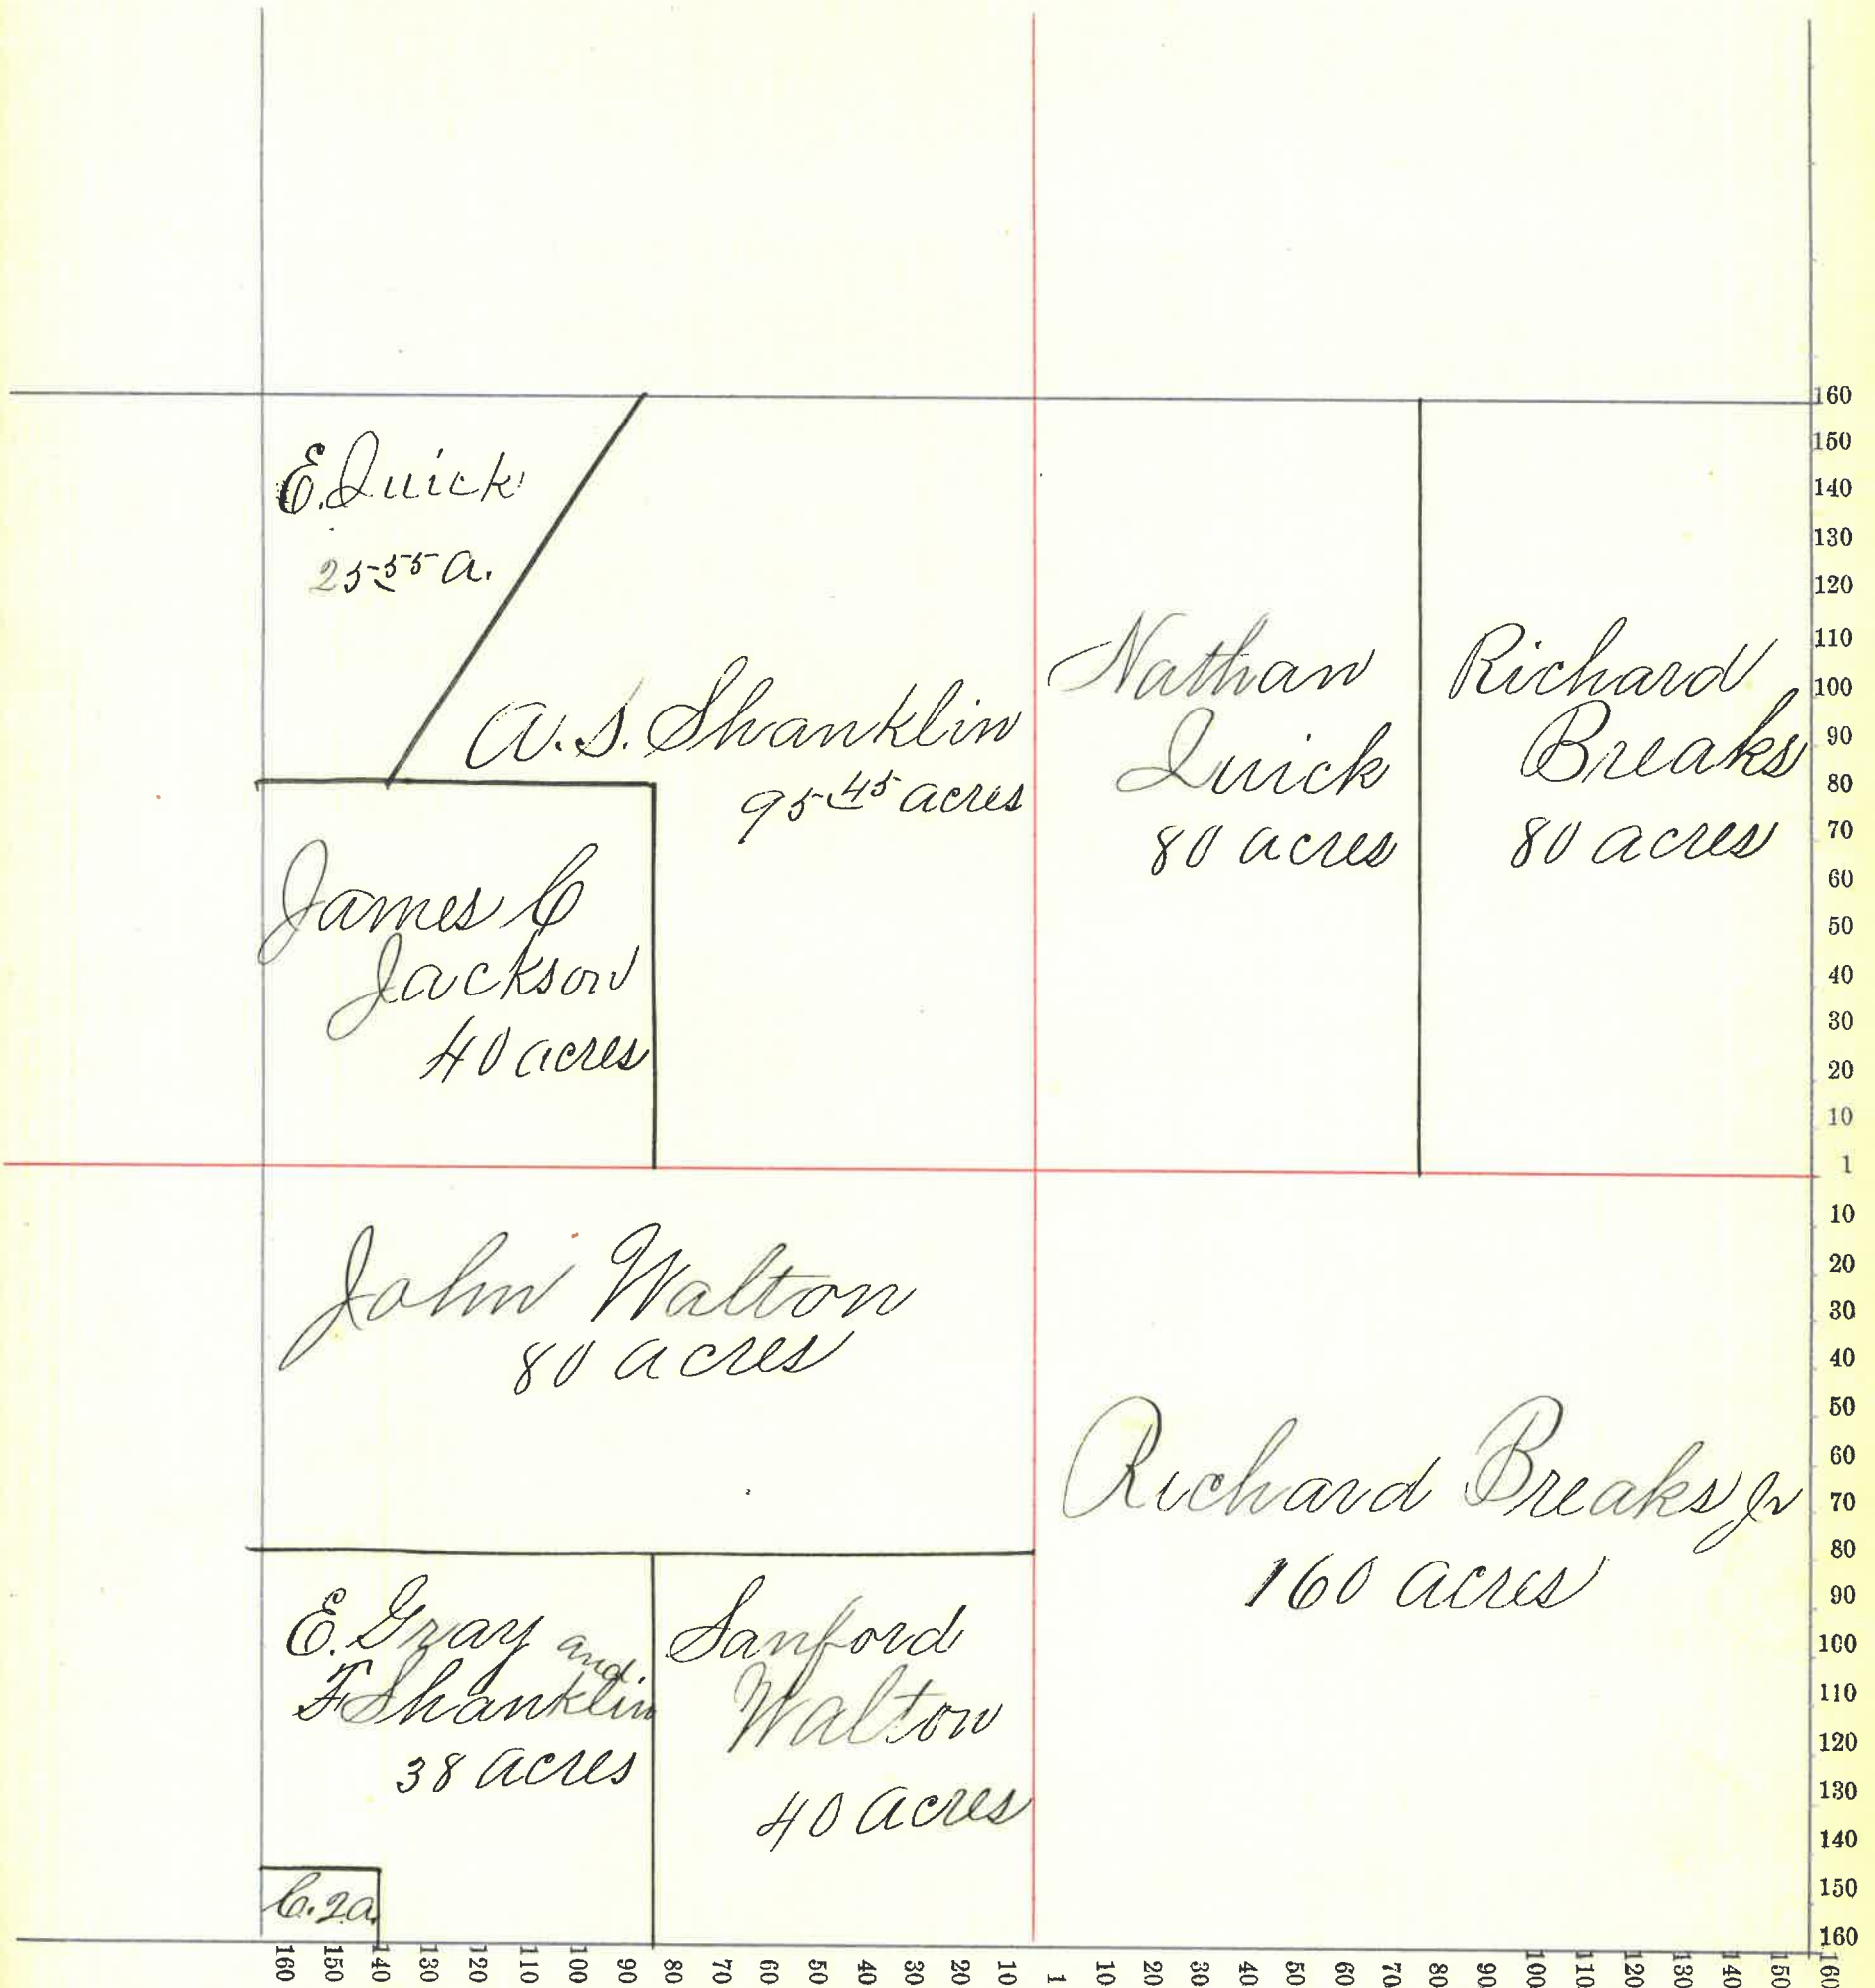 E. Quick
25 55 a.
A. S. Shanklin
95 45 acres
Nathan
Quick
80 acres
Richard
Breaks
80 acres
James C
Jackson
40 acres
John Walton
80 acres
Richard Breaks Jr
160 acres
E. Gray and
F Shanklin
38 acres
Sanford
Walton
40 acres
C. 2a.
160
150
140
130
120
110
100
90
80
70
60
50
40
30
20
10
1
10
20
30
40
50
60
70
80
90
100
110
120
130
140
150
160
160 150 140 130 120 110 100 90 80 70 60 50 40 30 20 10 1 10 20 30 40 50 60 70 80 90 100 110 120 130 140 150 160